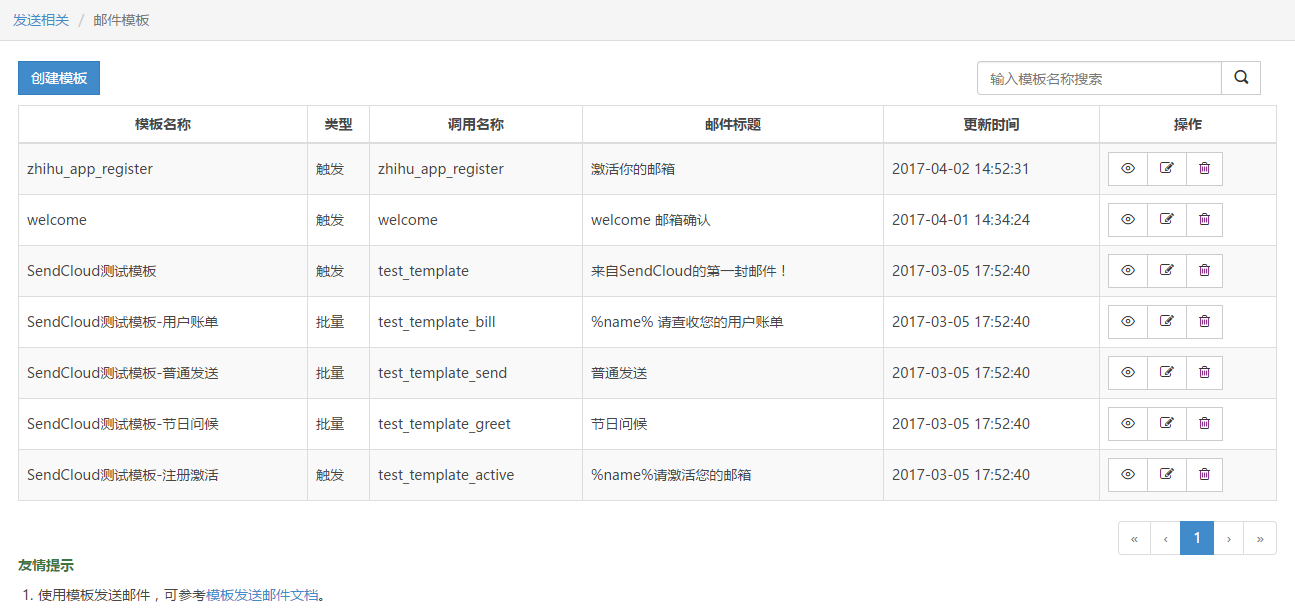 发送相关 / 邮件模板
创建模板 输入模板名称搜索
模板名称 类型 调用名称 邮件标题 更新时间 操作
zhihu_app_register 触发 zhihu_app_register 激活你的邮箱 2017-04-02 14:52:31
welcome 触发 welcome welcome 邮箱确认 2017-04-01 14:34:24
SendCloud测试模板 触发 test_template 来自SendCloud的第一封邮件！ 2017-03-05 17:52:40
SendCloud测试模板-用户账单 批量 test_template_bill %name% 请查收您的用户账单 2017-03-05 17:52:40
SendCloud测试模板-普通发送 批量 test_template_send 普通发送 2017-03-05 17:52:40
SendCloud测试模板-节日问候 批量 test_template_greet 节日问候 2017-03-05 17:52:40
SendCloud测试模板-注册激活 触发 test_template_active %name%请激活您的邮箱 2017-03-05 17:52:40
« ‹ 1 › »
友情提示
1. 使用模板发送邮件，可参考模板发送邮件文档。